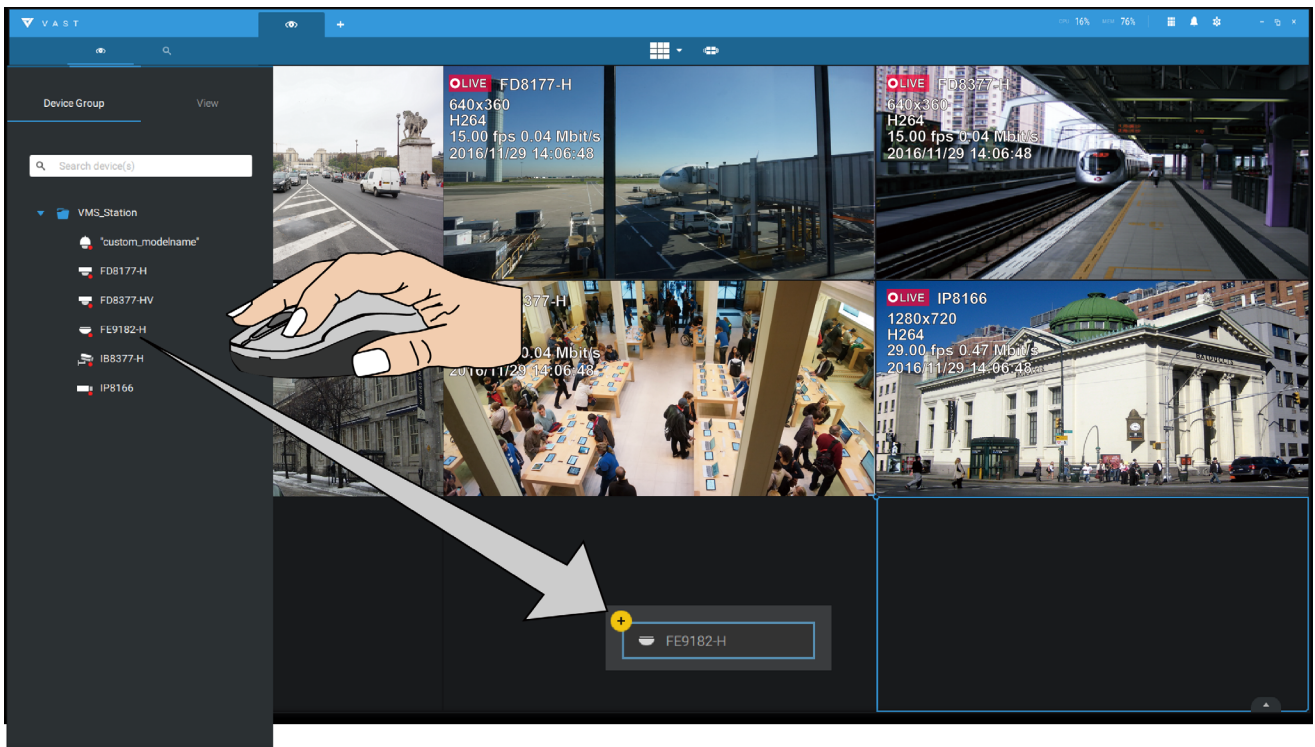 VAST
+
CPU 16% MEM 76%
Device Group
View
Search device(s)
VMS_Station
"custom_modelname"
FD8177-H
FD8377-HV
FE9182-H
IB8377-H
IP8166
LIVE FD8177-H
640x360
H264
15.00 fps 0.04 Mbit/s
2016/11/29 14:06:48
LIVE FD8377-H
640x360
H264
15.00 fps 0.04 Mbit/s
2016/11/29 14:06:48
377-H
0.04 Mbit/s
2016/11/29 14:06:48
LIVE IP8166
1280x720
H264
29.00 fps 0.47 Mbit/s
2016/11/29 14:06:48
BALDUCCI'S
+
FE9182-H